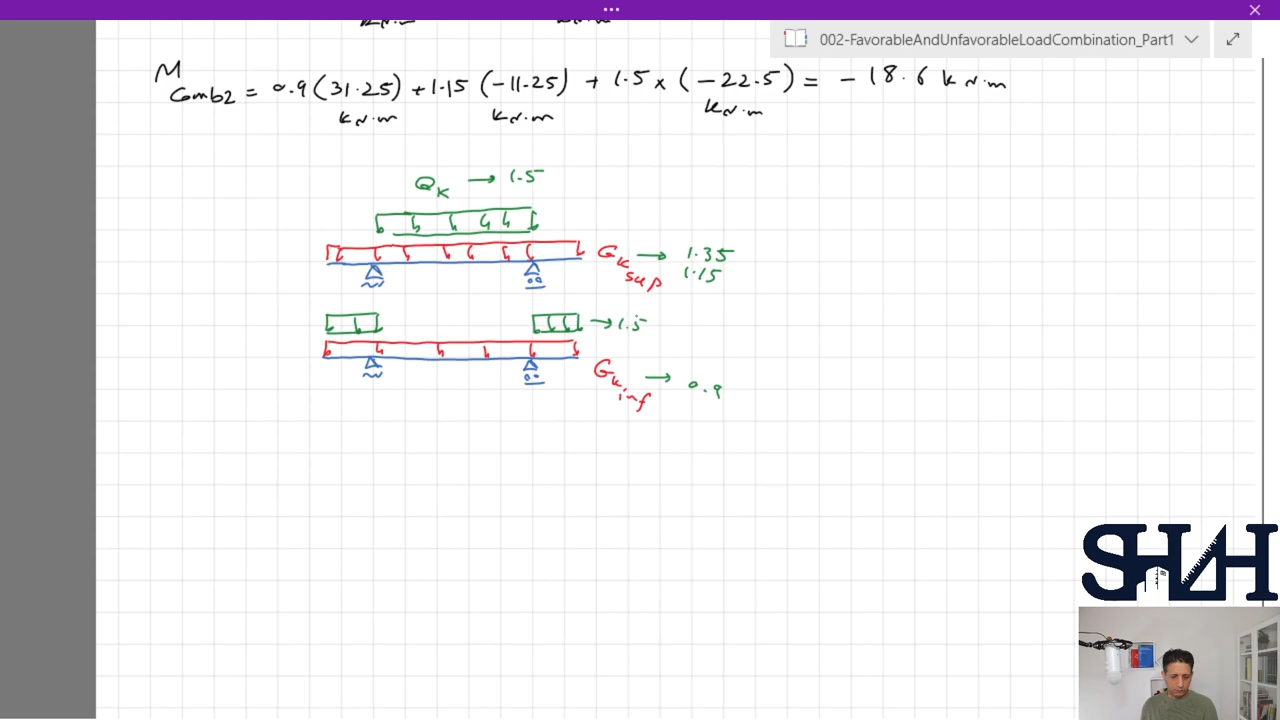 002-FavorableAndUnfavorableLoadCombination_Part1
M Comb2 = 0.9 (31.25) + 1.15 (-11.25) + 1.5 × (-22.5) = -18.6 kN.m
kN.m kN.m kN.m
QK → 1.5
GK sup → 1.35
1.15
→ 1.5
GK inf → 0.9
SHZH